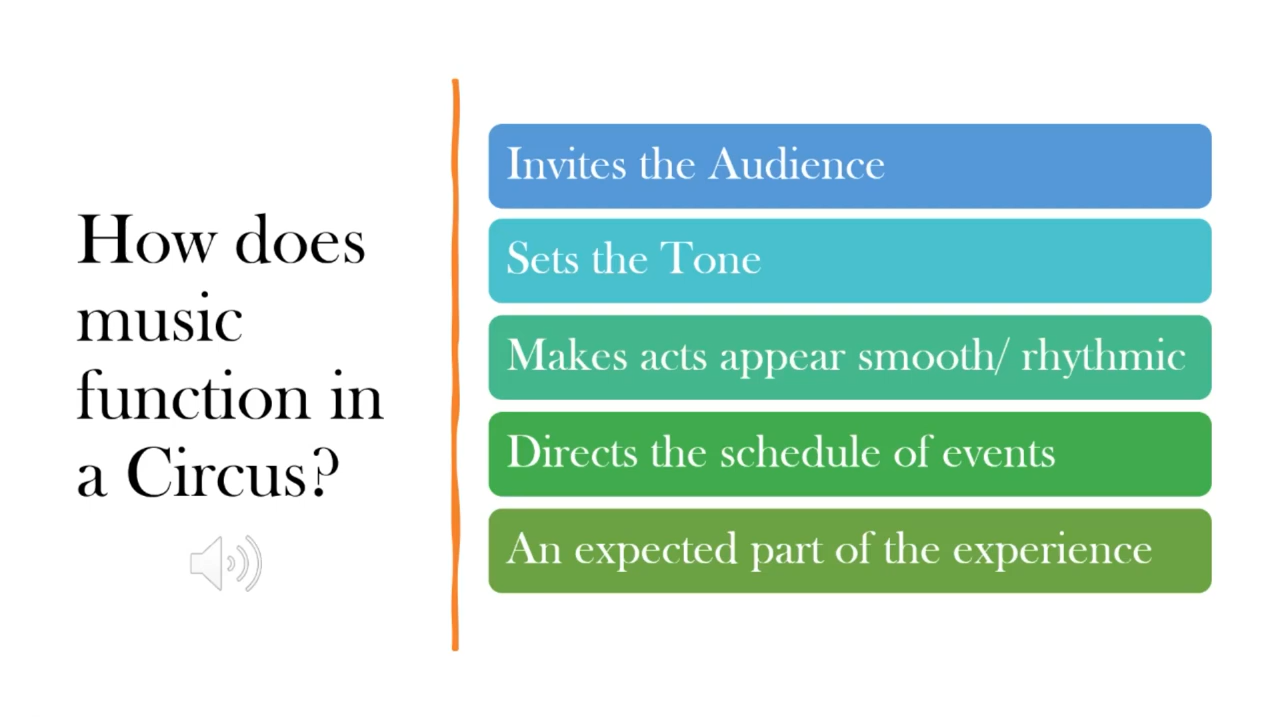 How does
music
function in
a Circus?
Invites the Audience
Sets the Tone
Makes acts appear smooth/ rhythmic
Directs the schedule of events
An expected part of the experience